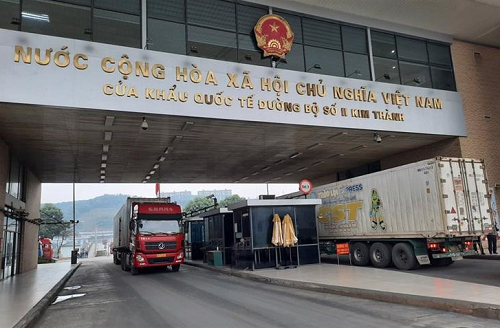 NƯỚC CỘNG HÒA XÃ HỘI CHỦ NGHĨA VIỆT NAM
CỬA KHẨU QUỐC TẾ ĐƯỜNG BỘ SỐ II KIM THÀNH